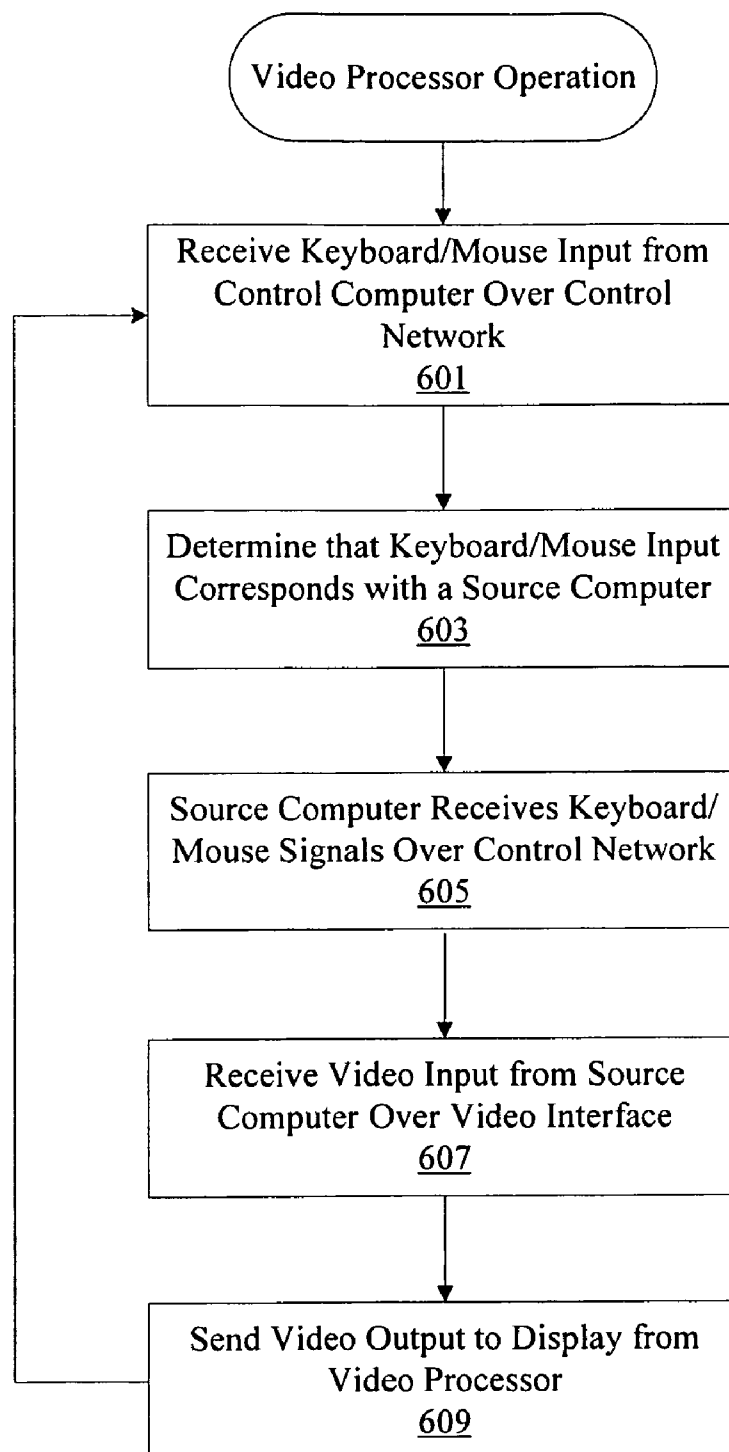 Video Processor Operation
Receive Keyboard/Mouse Input from
Control Computer Over Control
Network
601
Determine that Keyboard/Mouse Input
Corresponds with a Source Computer
603
Source Computer Receives Keyboard/
Mouse Signals Over Control Network
605
Receive Video Input from Source
Computer Over Video Interface
607
Send Video Output to Display from
Video Processor
609